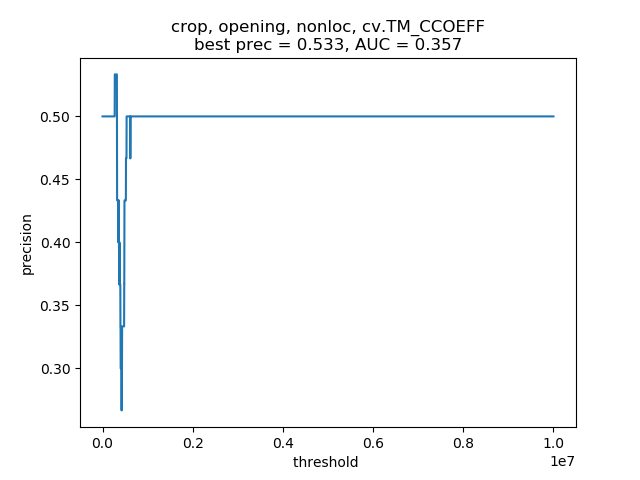 crop, opening, nonloc, cv.TM_CCOEFF
best prec = 0.533, AUC = 0.357
0.50
0.45
0.40
0.35
0.30
precision
0.0 0.2 0.4 0.6 0.8 1.0
1e7
threshold